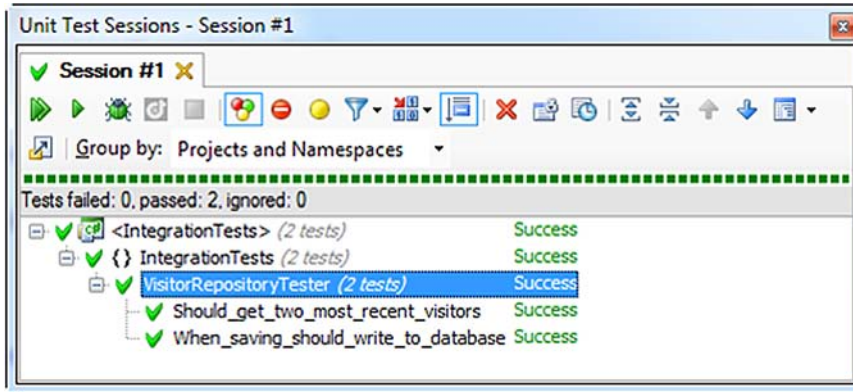 Unit Test Sessions - Session #1
Session #1
Group by: Projects and Namespaces
Tests failed: 0, passed: 2, ignored: 0
<IntegrationTests> (2 tests) Success
{} IntegrationTests (2 tests) Success
VisitorRepositoryTester (2 tests) Success
Should_get_two_most_recent_visitors Success
When_saving_should_write_to_database Success